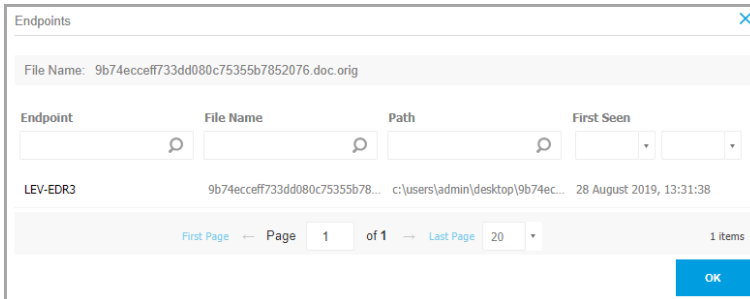 Endpoints
File Name: 9b74ecceff733dd080c75355b7852076.doc.orig
Endpoint File Name Path First Seen
LEV-EDR3 9b74ecceff733dd080c75355b78... c:\users\admin\desktop\9b74ec... 28 August 2019, 13:31:38
First Page ← Page 1 of 1 → Last Page 20 1 items
OK